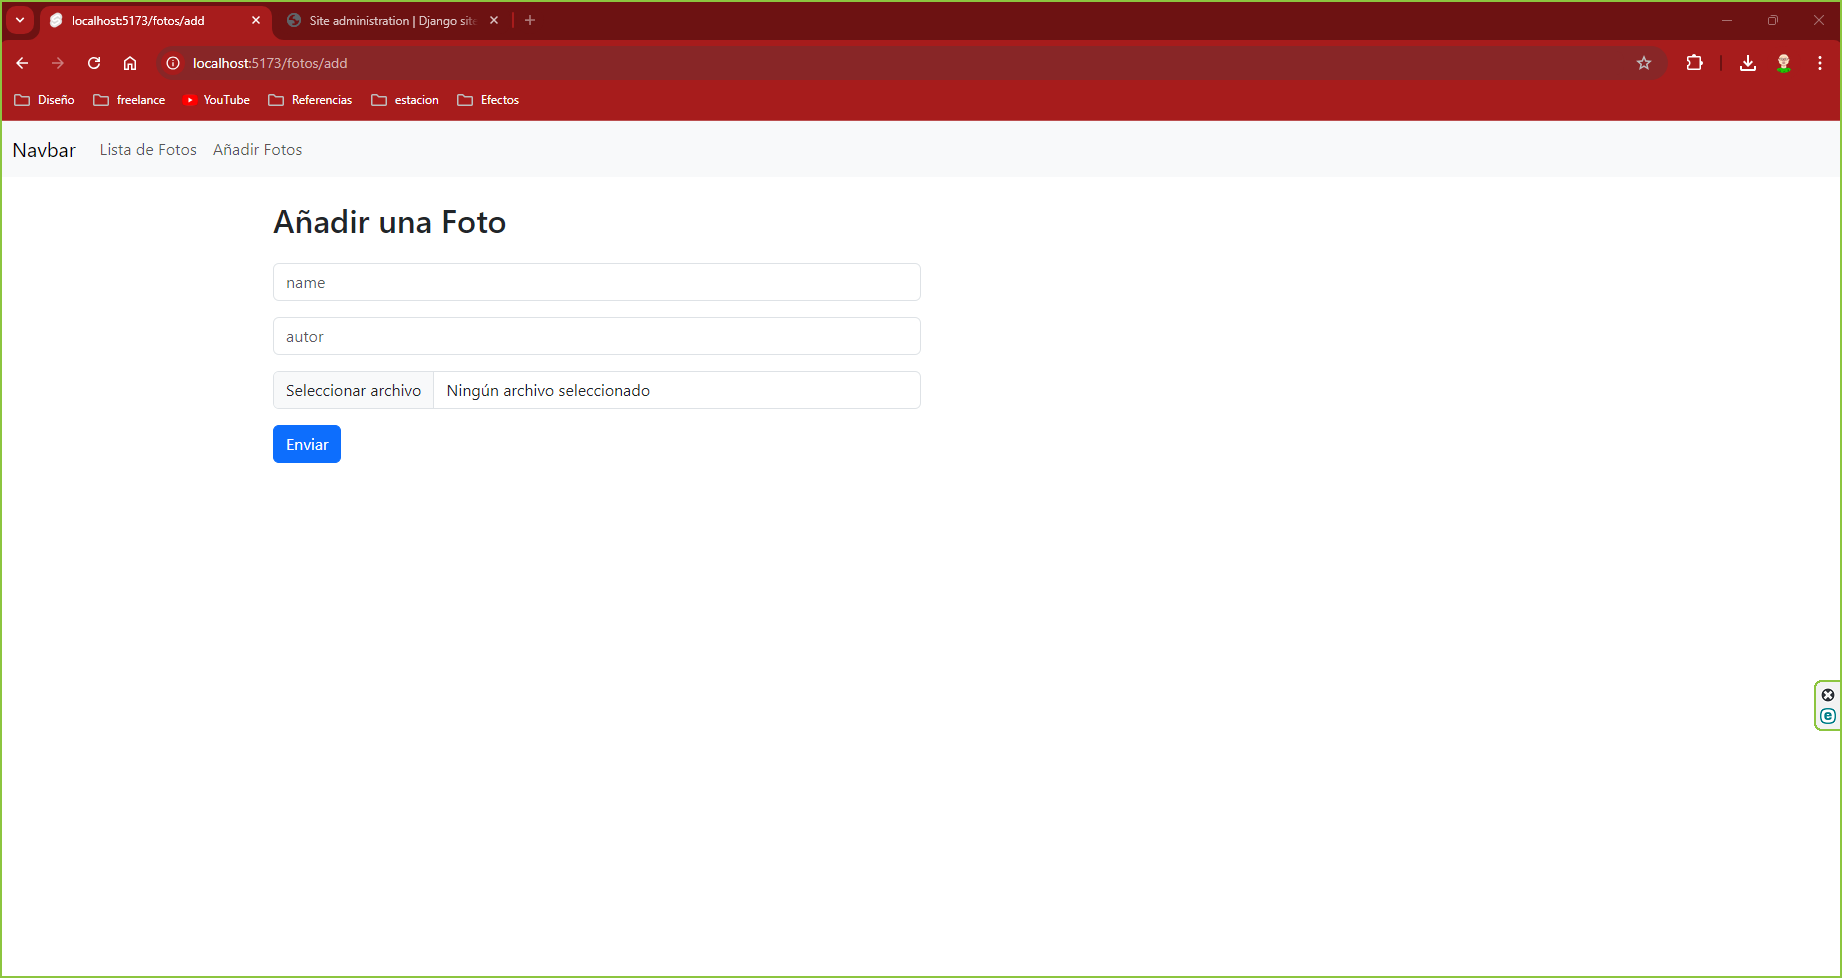 localhost:5173/fotos/add
Site administration | Django site
localhost:5173/fotos/add
Diseño freelance YouTube Referencias estacion Efectos
Navbar Lista de Fotos Añadir Fotos
Añadir una Foto
name
autor
Seleccionar archivo Ningún archivo seleccionado
Enviar